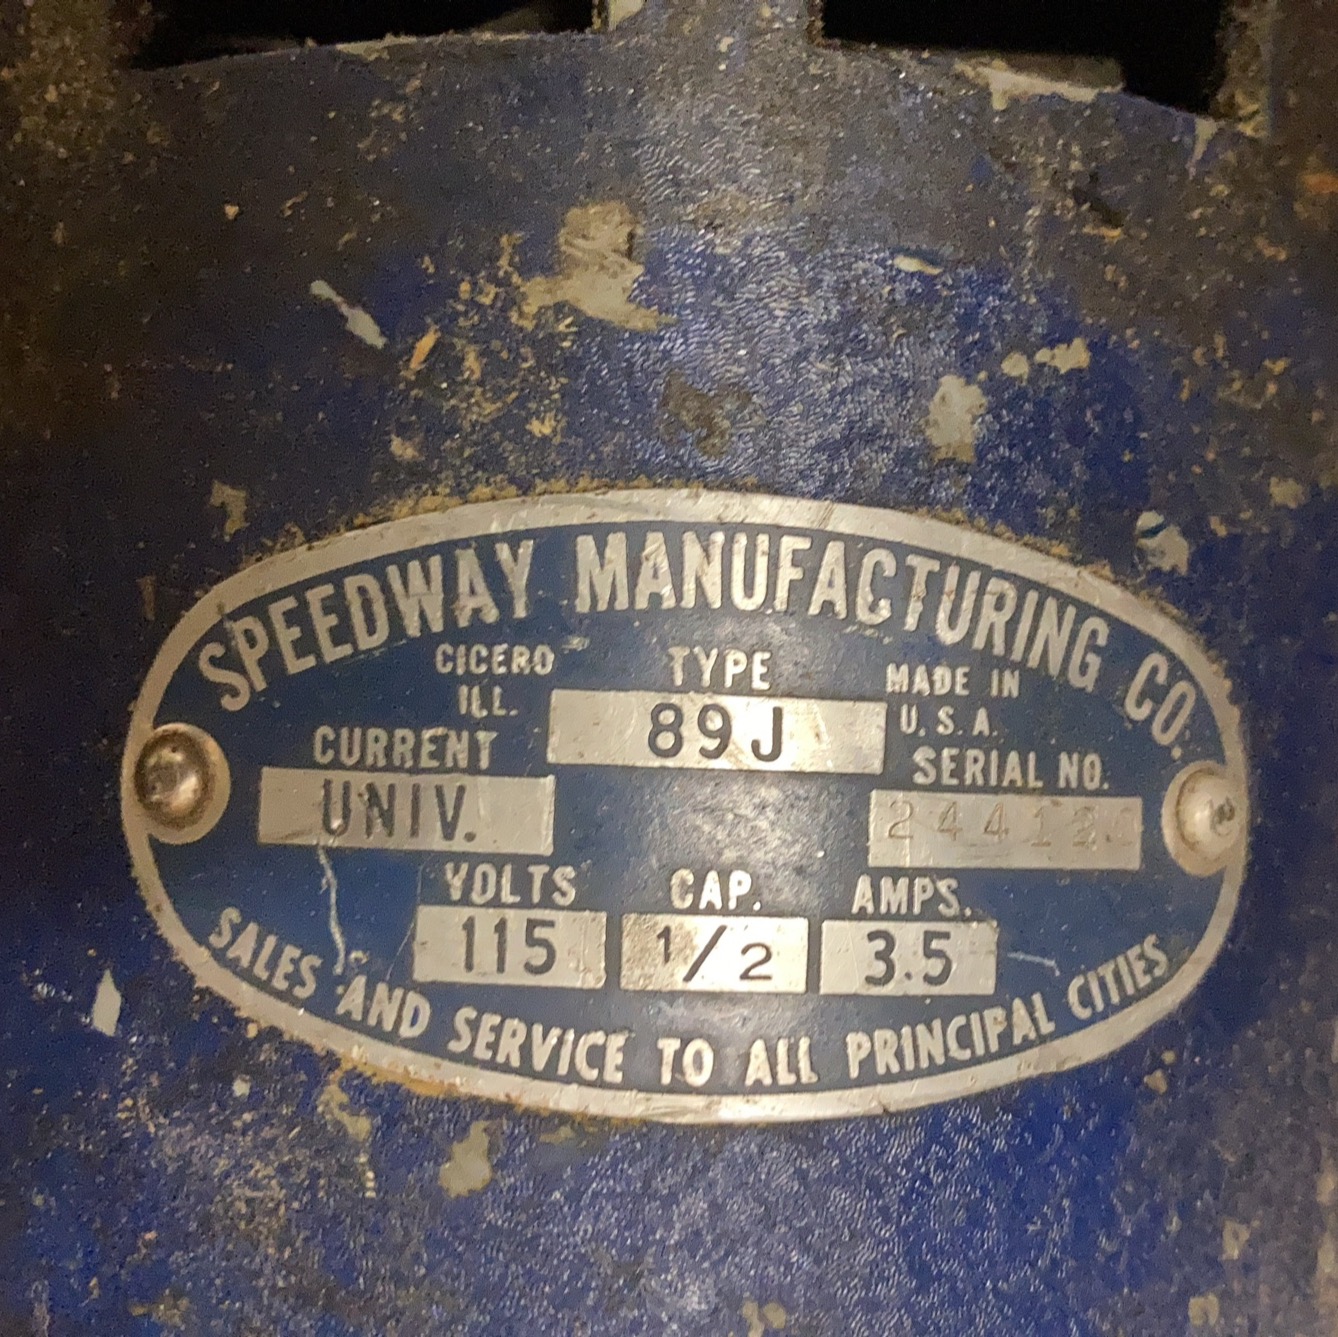 SPEEDWAY MANUFACTURING CO.
CICERO
ILL.
TYPE
89J
MADE IN
U.S.A.
CURRENT
UNIV.
SERIAL NO.
VOLTS
115
CAP.
1/2
AMPS.
3.5
SALES AND SERVICE TO ALL PRINCIPAL CITIES